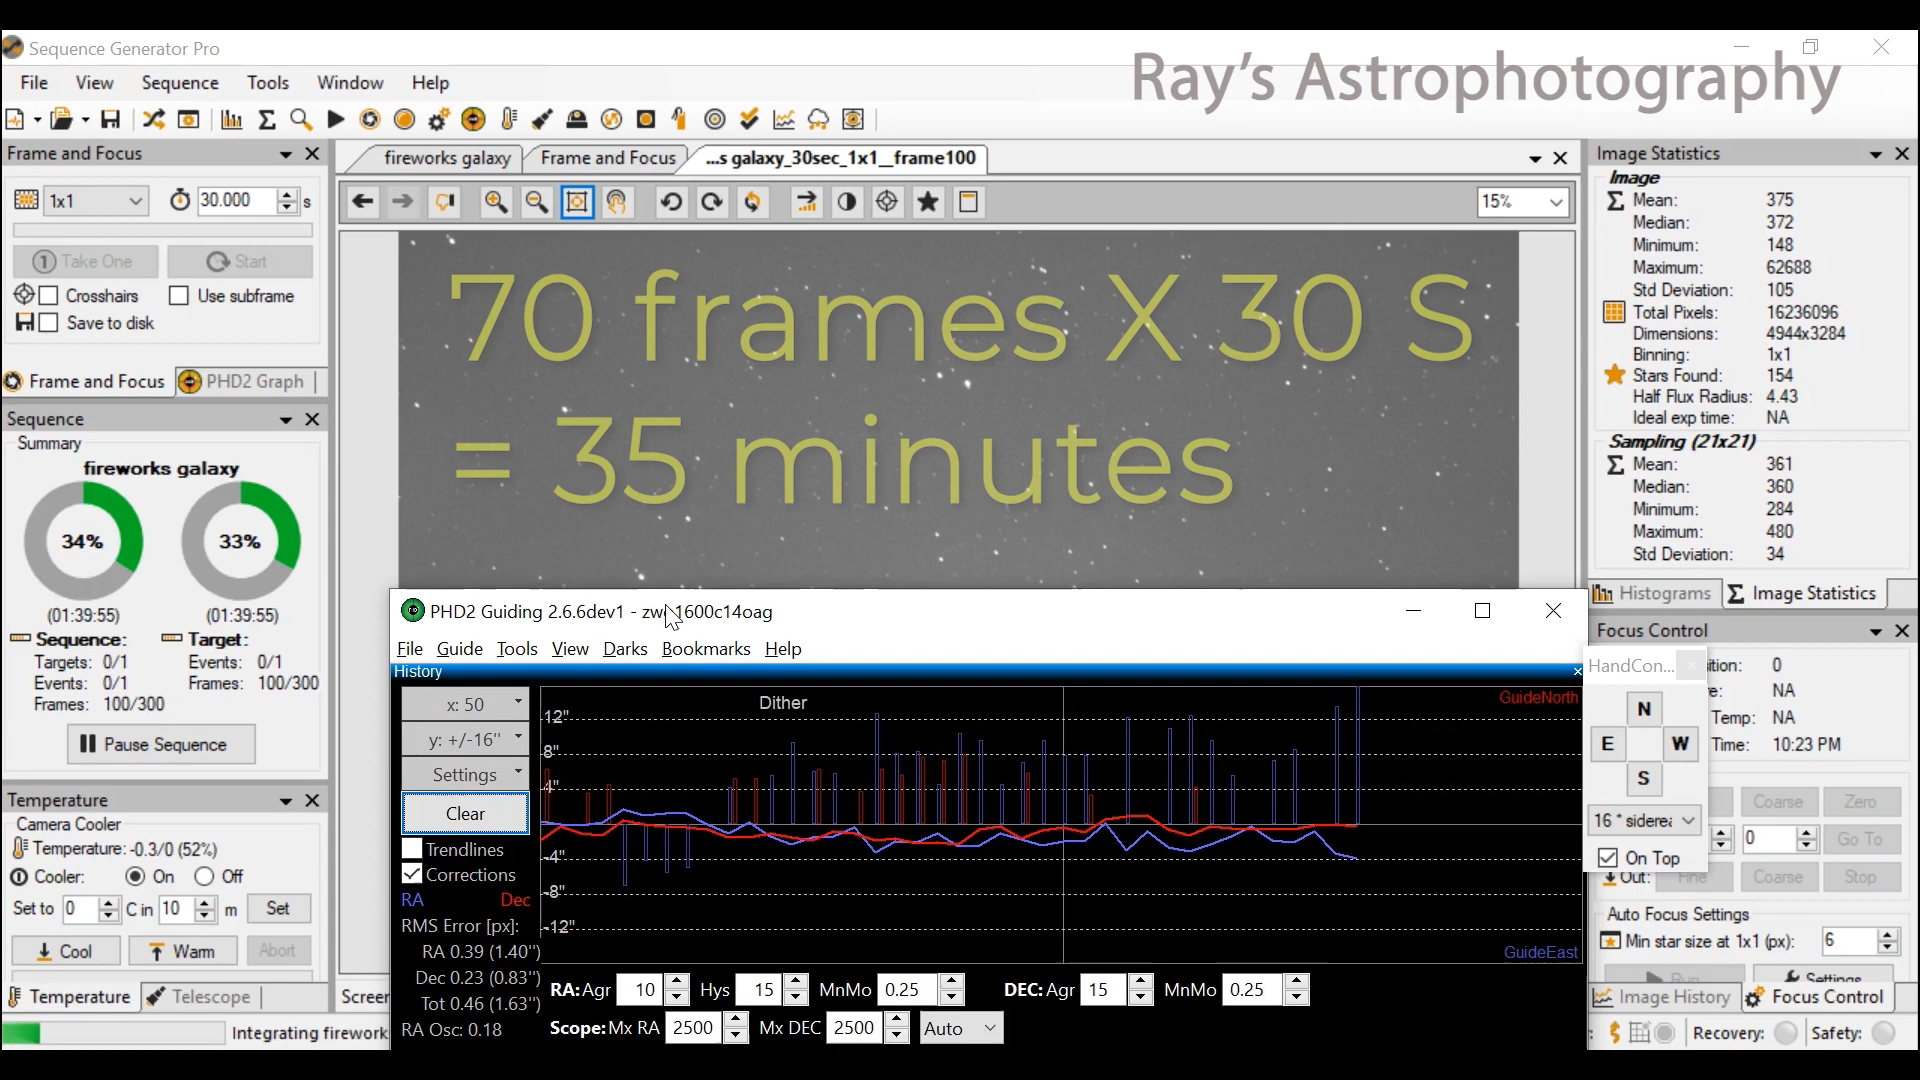 Sequence Generator Pro
Ray's Astrophotography
File View Sequence Tools Window Help
Frame and Focus
fireworks galaxy Frame and Focus ...s galaxy_30sec_1x1__frame100
1x1 30.000 s
15%
Take One Start
Crosshairs Use subframe
Save to disk
Frame and Focus PHD2 Graph
70 frames X 30 S
= 35 minutes
Sequence
Summary
fireworks galaxy
34% 33%
(01:39:55) (01:39:55)
Sequence: Target:
Targets: 0/1 Events: 0/1
Events: 0/1 Frames: 100/300
Frames: 100/300
Pause Sequence
Temperature
Camera Cooler
Temperature: -0.3/0 (52%)
Cooler: On Off
Set to 0 C in 10 m Set
Cool Warm Abort
Temperature Telescope
Integrating firework
Screen
PHD2 Guiding 2.6.6dev1 - zwo1600c14oag
File Guide Tools View Darks Bookmarks Help
History
x: 50
y: +/-16"
Settings
Clear
Trendlines
Corrections
RA Dec
RMS Error [px]:
RA 0.39 (1.40")
Dec 0.23 (0.83")
Tot 0.46 (1.63")
RA Osc: 0.18
Dither
GuideNorth
12"
8"
4"
-4"
-8"
-12"
GuideEast
RA: Agr 10 Hys 15 MnMo 0.25 DEC: Agr 15 MnMo 0.25
Scope: Mx RA 2500 Mx DEC 2500 Auto
Image Statistics
Image
Mean: 375
Median: 372
Minimum: 148
Maximum: 62688
Std Deviation: 105
Total Pixels: 16236096
Dimensions: 4944x3284
Binning: 1x1
Stars Found: 154
Half Flux Radius: 4.43
Ideal exp time: NA
Sampling (21x21)
Mean: 361
Median: 360
Minimum: 284
Maximum: 480
Std Deviation: 34
Histograms Image Statistics
Focus Control
HandCon... ition: 0
re: NA
Temp: NA
Time: 10:23 PM
N
E W
S
16 * siderea
On Top
Coarse Zero
0 Go To
Out: Fine Coarse Stop
Auto Focus Settings
Min star size at 1x1 (px): 6
Run Settings
Image History Focus Control
Recovery: Safety: